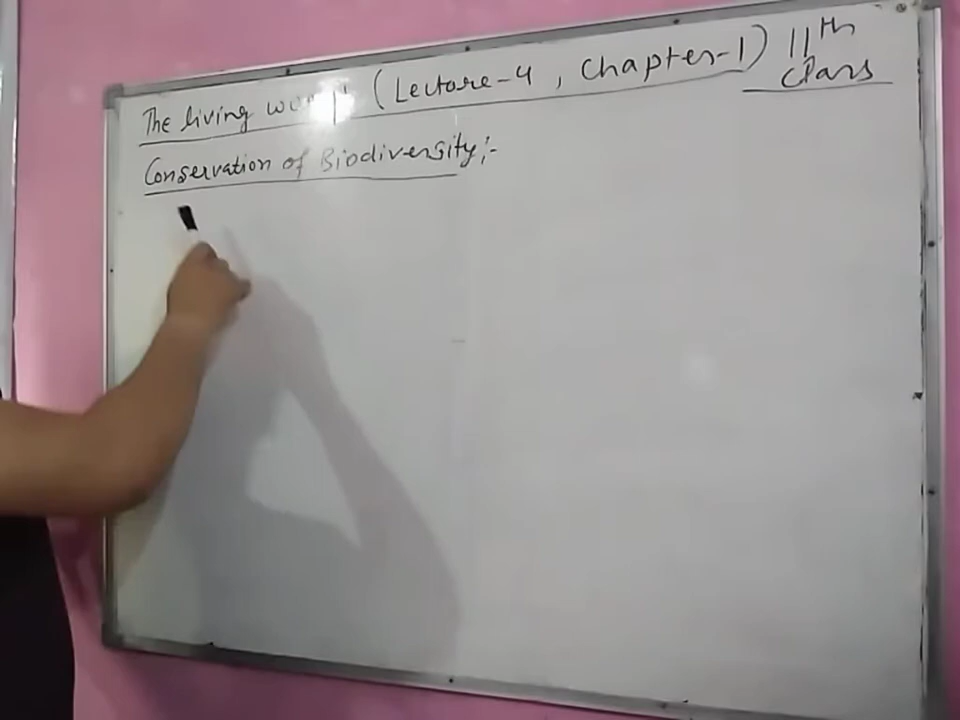 The living world (Lecture-4, Chapter-1) 11th
class
Conservation of Biodiversity;-